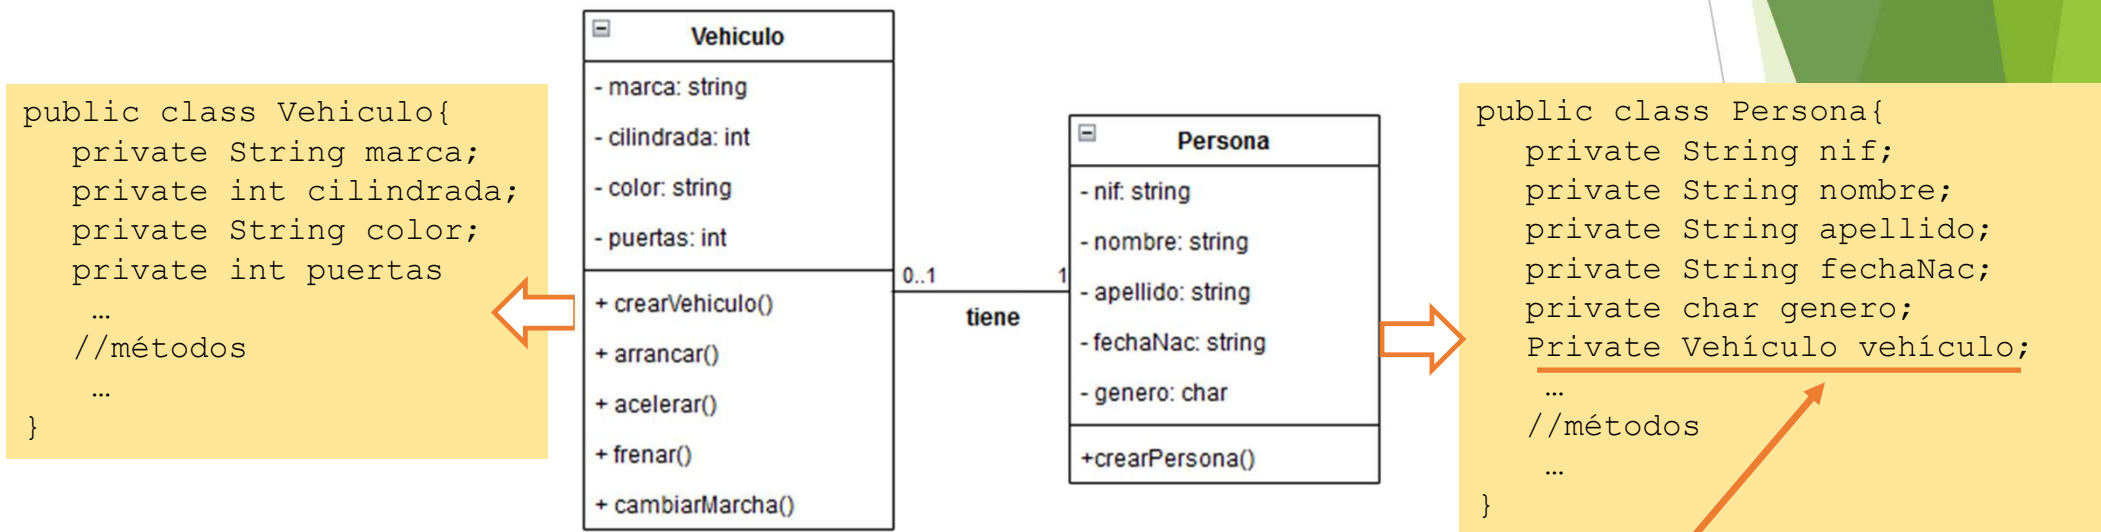 public class Vehiculo{
private String marca;
private int cilindrada;
private String color;
private int puertas
…
//métodos
…
}
Vehiculo
- marca: string
- cilindrada: int
- color: string
- puertas: int
+ crearVehiculo()
+ arrancar()
+ acelerar()
+ frenar()
+ cambiarMarcha()
0..1
1
tiene
Persona
- nif: string
- nombre: string
- apellido: string
- fechaNac: string
- genero: char
+crearPersona()
public class Persona{
private String nif;
private String nombre;
private String apellido;
private String fechaNac;
private char genero;
Private Vehículo vehículo;
…
//métodos
…
}